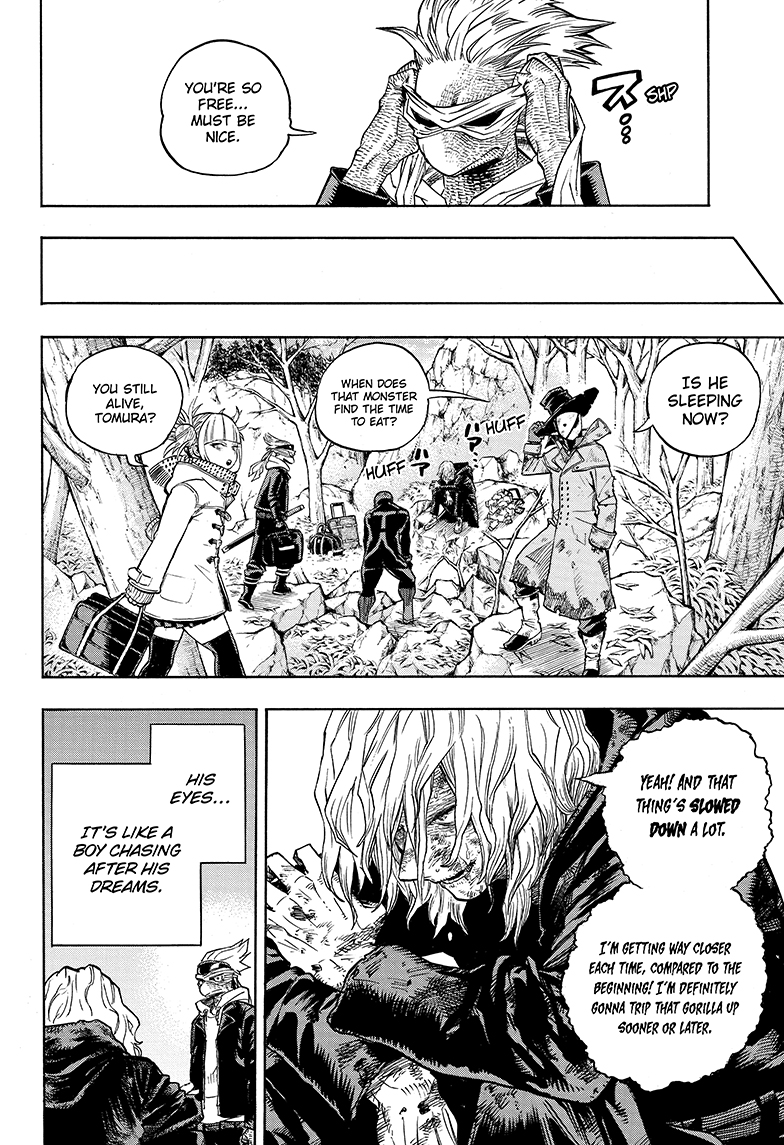 YOU'RE SO
FREE...
MUST BE
NICE.
ス...
SHP
IS HE
SLEEPING
NOW?
WHEN DOES
THAT MONSTER
FIND THE TIME
TO EAT?
YOU STILL
ALIVE,
TOMURA?
HUFF
HUFF
YEAH! AND THAT
THING'S SLOWED
DOWN A LOT.
I'M GETTING WAY CLOSER
EACH TIME, COMPARED TO THE
BEGINNING! I'M DEFINITELY
GONNA TRIP THAT GORILLA UP
SOONER OR LATER.
HIS
EYES...
IT'S LIKE A
BOY CHASING
AFTER HIS
DREAMS.